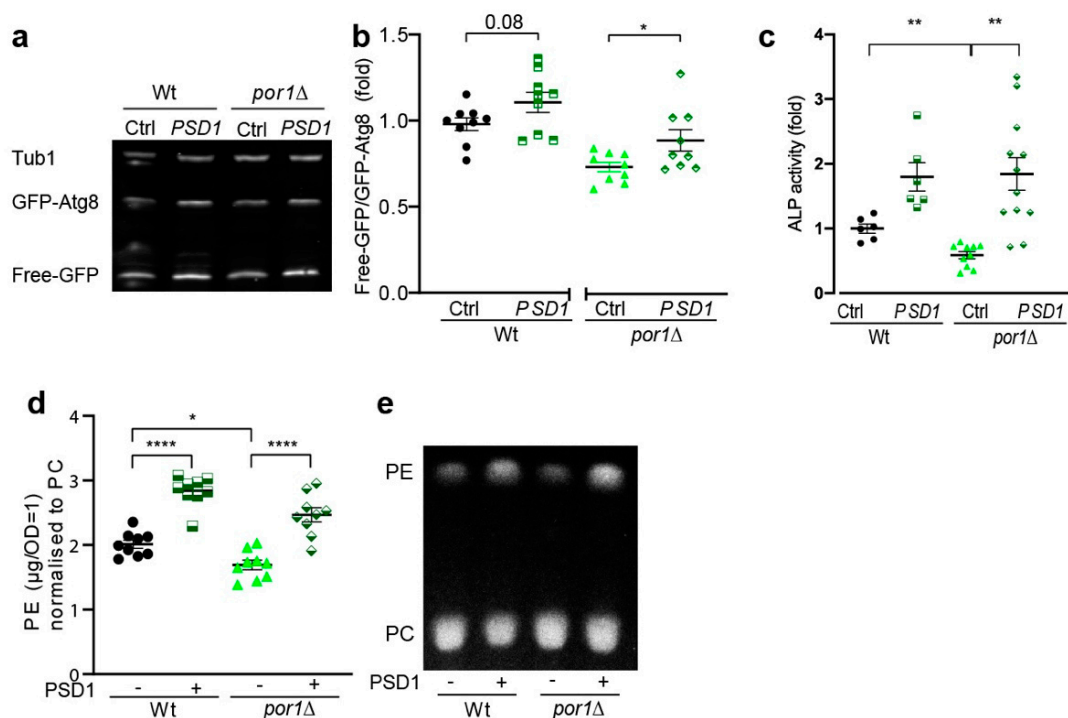 a
Wt por1Δ
Ctrl PSD1 Ctrl PSD1
Tub1
GFP-Atg8
Free-GFP
b
Free-GFP/GFP-Atg8 (fold)
1.5
1.0
0.5
0.0
0.08
*
Ctrl PSD1 Ctrl PSD1
Wt por1Δ
c
ALP activity (fold)
4
3
2
1
0
** **
Ctrl PSD1 Ctrl PSD1
Wt por1Δ
d
PE (µg/OD=1)
normalised to PC
4
3
2
1
0
*
**** ****
PSD1 - + - +
Wt por1Δ
e
PE
PC
PSD1 - + - +
Wt por1Δ